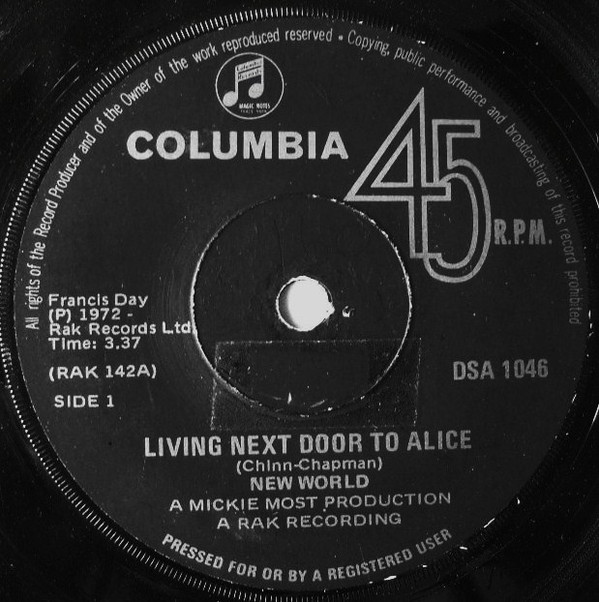 All rights of the Record Producer and of the Owner of the work reproduced reserved • Copying, public performance and broadcasting of this record prohibited
MAGIC NOTES
COLUMBIA
45
R.P.M.
Francis Day
(P) 1972 -
Rak Records Ltd
Time: 3.37
(RAK 142A)
DSA 1046
SIDE 1
LIVING NEXT DOOR TO ALICE
(Chinn-Chapman)
NEW WORLD
A MICKIE MOST PRODUCTION
A RAK RECORDING
PRESSED FOR OR BY A REGISTERED USER